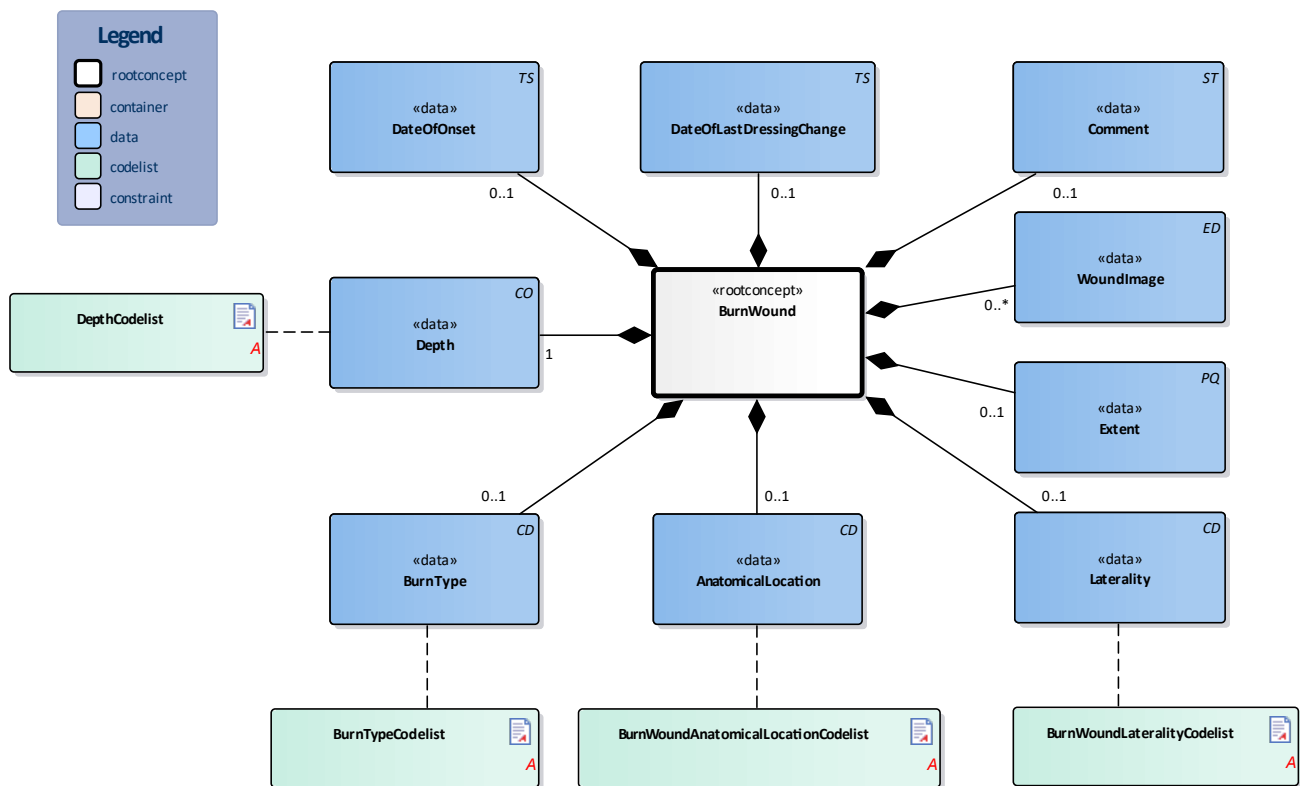 Legend
rootconcept
container
data
codelist
constraint
TS
«data»
DateOfOnset
0..1
TS
«data»
DateOfLastDressingChange
0..1
ST
«data»
Comment
0..1
ED
«data»
WoundImage
0..*
«rootconcept»
BurnWound
DepthCodelist
A
CO
«data»
Depth
1
PQ
«data»
Extent
0..1
0..1
CD
«data»
BurnType
0..1
CD
«data»
AnatomicalLocation
0..1
CD
«data»
Laterality
BurnTypeCodelist
A
BurnWoundAnatomicalLocationCodelist
A
BurnWoundLateralityCodelist
A